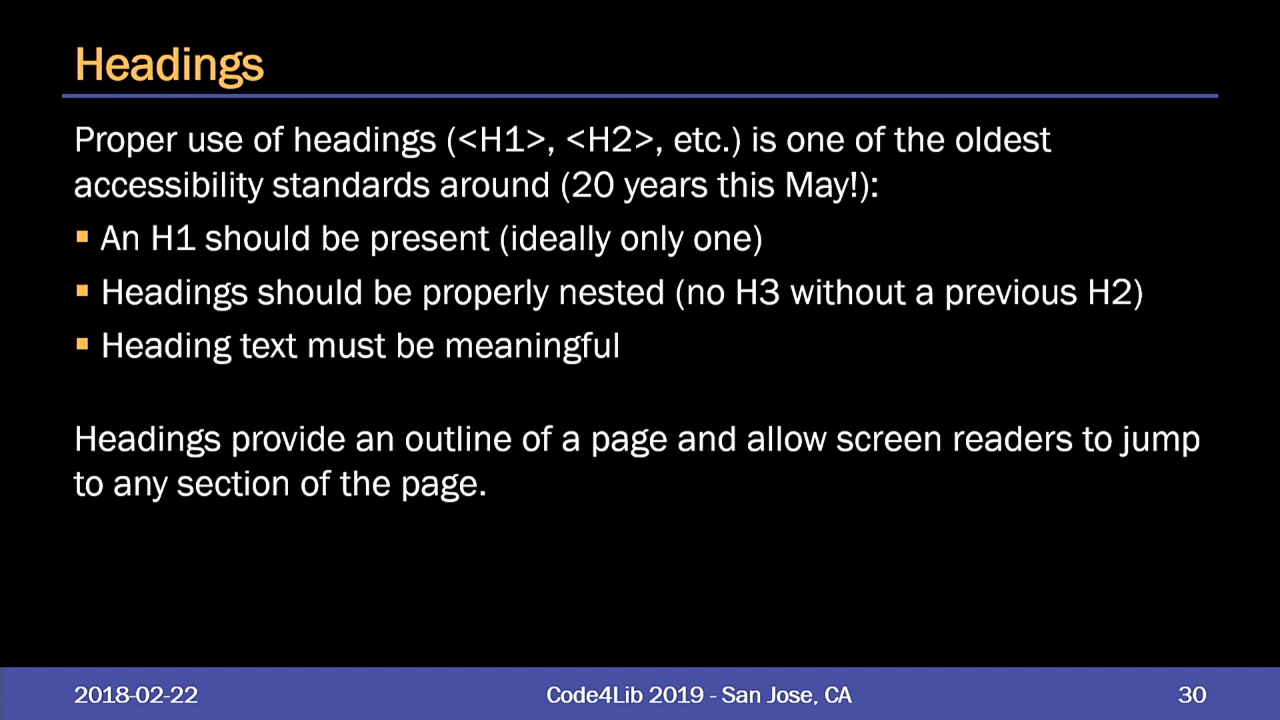 Headings
Proper use of headings (<H1>, <H2>, etc.) is one of the oldest
accessibility standards around (20 years this May!):
▪ An H1 should be present (ideally only one)
▪ Headings should be properly nested (no H3 without a previous H2)
▪ Heading text must be meaningful
Headings provide an outline of a page and allow screen readers to jump
to any section of the page.
2018-02-22
Code4Lib 2019 - San Jose, CA
30